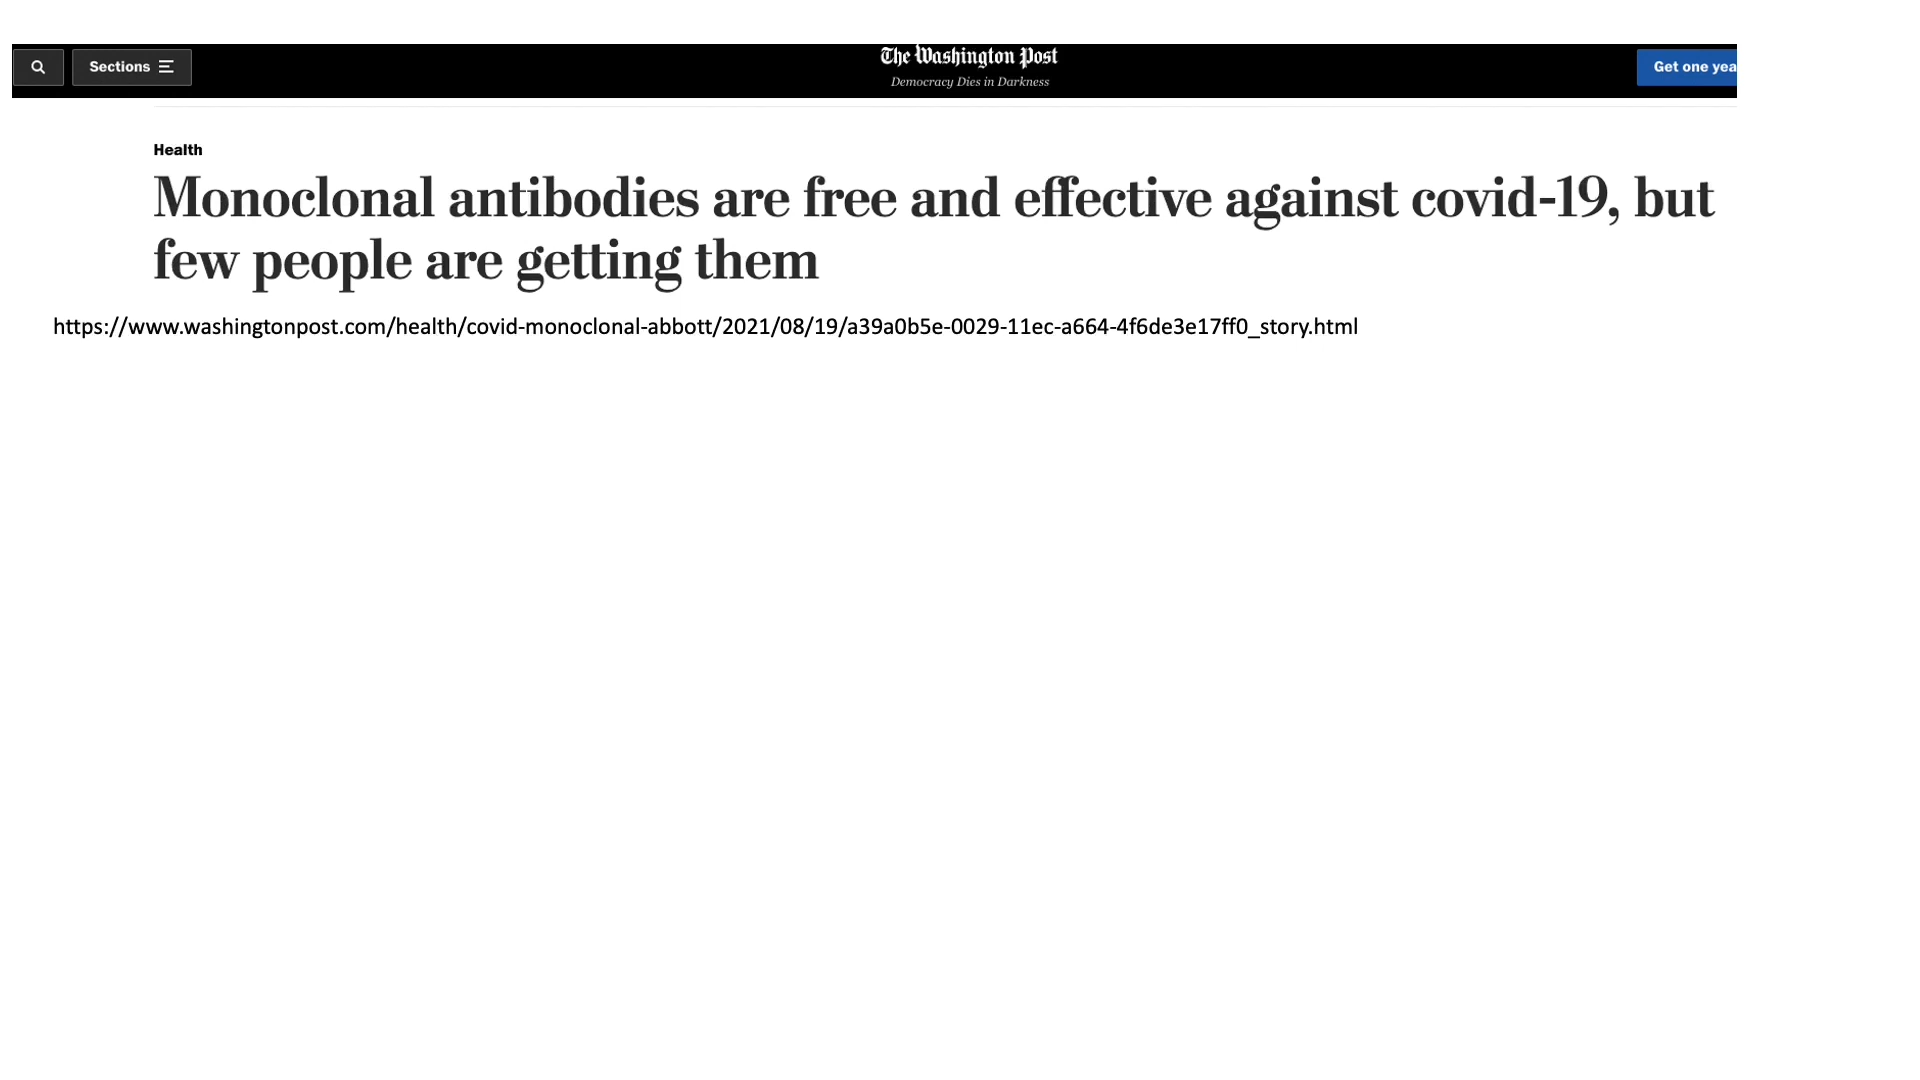 Sections
The Washington Post
Democracy Dies in Darkness
Get one yea
Health
Monoclonal antibodies are free and effective against covid-19, but
few people are getting them
https://www.washingtonpost.com/health/covid-monoclonal-abbott/2021/08/19/a39a0b5e-0029-11ec-a664-4f6de3e17ff0_story.html